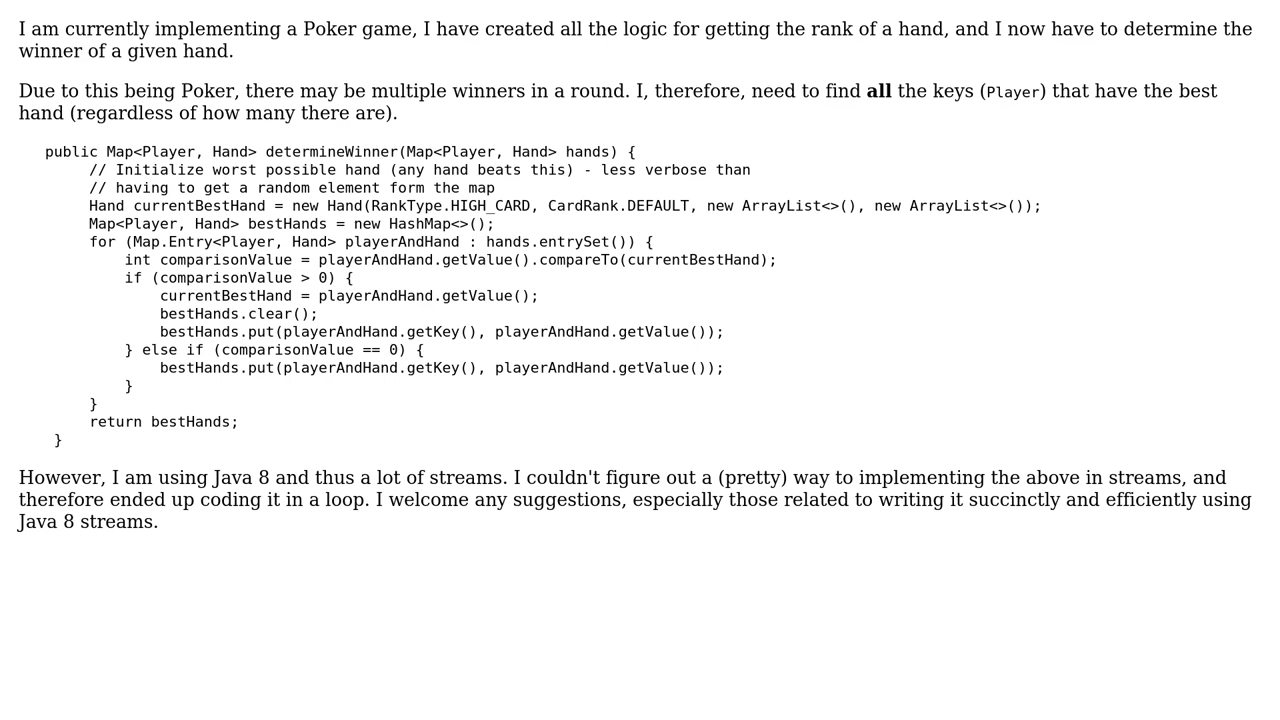 I am currently implementing a Poker game, I have created all the logic for getting the rank of a hand, and I now have to determine the
winner of a given hand.
Due to this being Poker, there may be multiple winners in a round. I, therefore, need to find all the keys (Player) that have the best
hand (regardless of how many there are).
public Map<Player, Hand> determineWinner(Map<Player, Hand> hands) {
// Initialize worst possible hand (any hand beats this) - less verbose than
// having to get a random element form the map
Hand currentBestHand = new Hand(RankType.HIGH_CARD, CardRank.DEFAULT, new ArrayList<>(), new ArrayList<>());
Map<Player, Hand> bestHands = new HashMap<>();
for (Map.Entry<Player, Hand> playerAndHand : hands.entrySet()) {
int comparisonValue = playerAndHand.getValue().compareTo(currentBestHand);
if (comparisonValue > 0) {
currentBestHand = playerAndHand.getValue();
bestHands.clear();
bestHands.put(playerAndHand.getKey(), playerAndHand.getValue());
} else if (comparisonValue == 0) {
bestHands.put(playerAndHand.getKey(), playerAndHand.getValue());
}
}
return bestHands;
}
However, I am using Java 8 and thus a lot of streams. I couldn't figure out a (pretty) way to implementing the above in streams, and
therefore ended up coding it in a loop. I welcome any suggestions, especially those related to writing it succinctly and efficiently using
Java 8 streams.